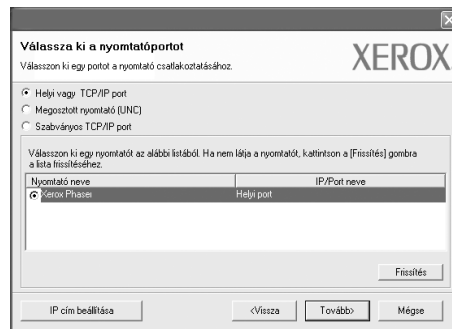 Válassza ki a nyomtatóportot
Válasszon ki egy portot a nyomtató csatlakoztatásához.
XEROX
Helyi vagy TCP/IP port
Megosztott nyomtató (UNC)
Szabványos TCP/IP port
Válasszon ki egy nyomtatót az alábbi listából. Ha nem látja a nyomtatót, kattintson a [Frissítés] gombra
a lista frissítéséhez.
Nyomtató neve IP/Port neve
Xerox Phaser Helyi port
Frissítés
IP cím beállítása <Vissza Tovább> Mégse